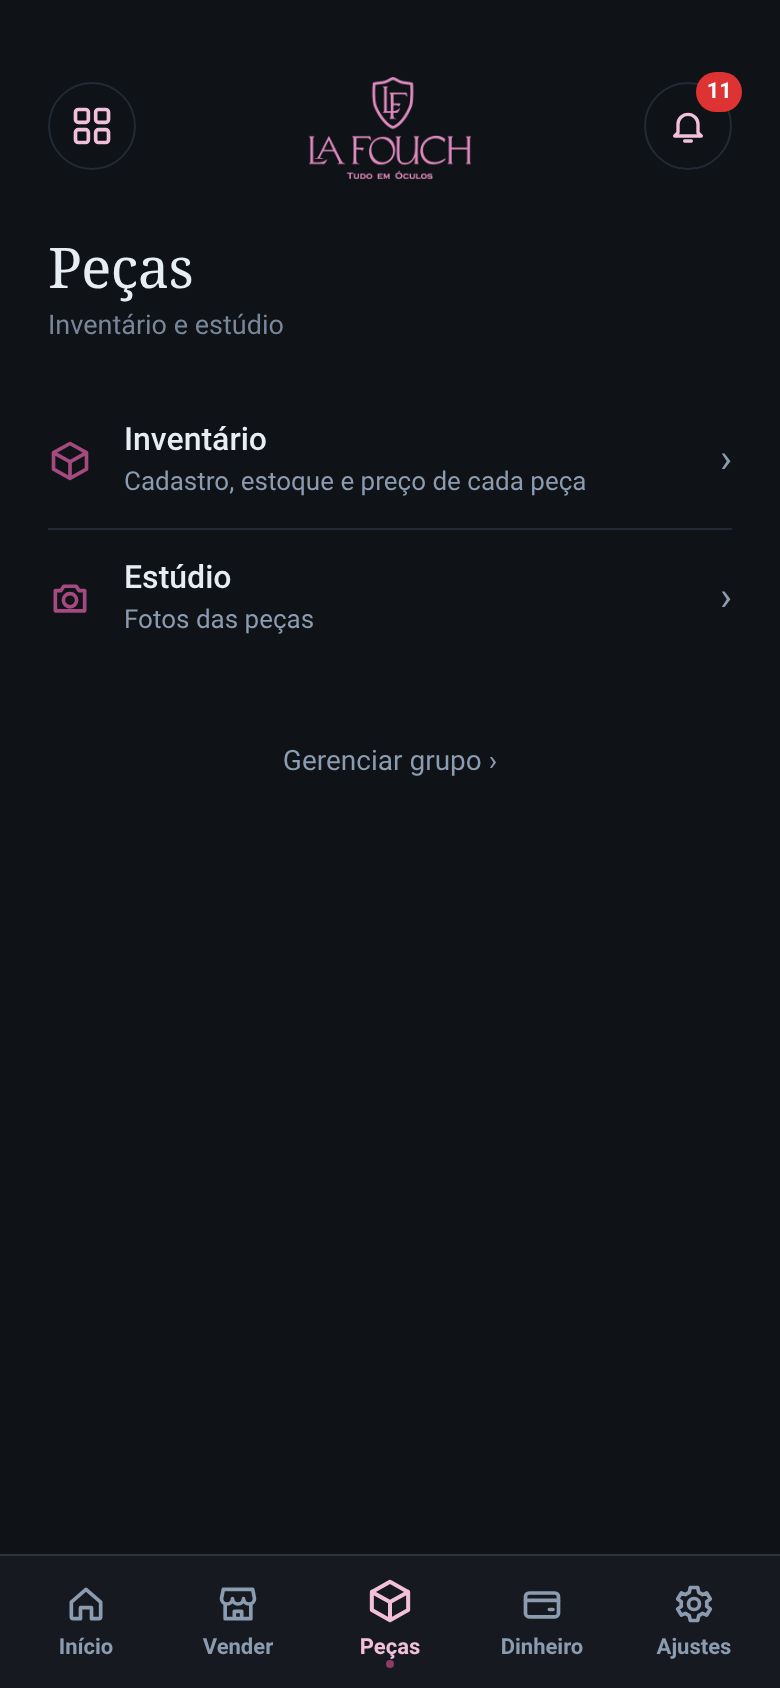 11
LF
LA FOUCH
Tudo em Óculos
Peças
Inventário e estúdio
Inventário
Cadastro, estoque e preço de cada peça
›
Estúdio
Fotos das peças
›
Gerenciar grupo ›
Início
Vender
Peças
Dinheiro
Ajustes